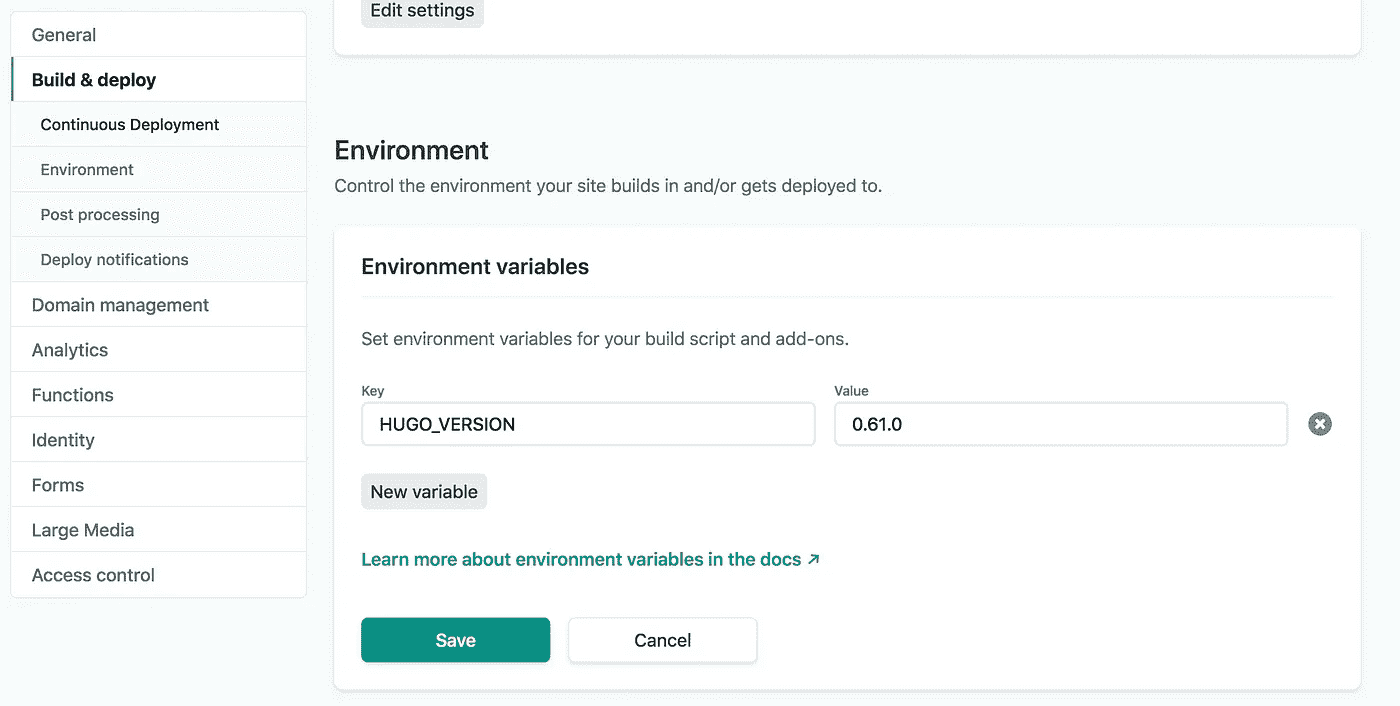 General
Build & deploy
Continuous Deployment
Environment
Post processing
Deploy notifications
Domain management
Analytics
Functions
Identity
Forms
Large Media
Access control
Edit settings
Environment
Control the environment your site builds in and/or gets deployed to.
Environment variables
Set environment variables for your build script and add-ons.
Key Value
HUGO_VERSION 0.61.0
New variable
Learn more about environment variables in the docs ↗
Save Cancel